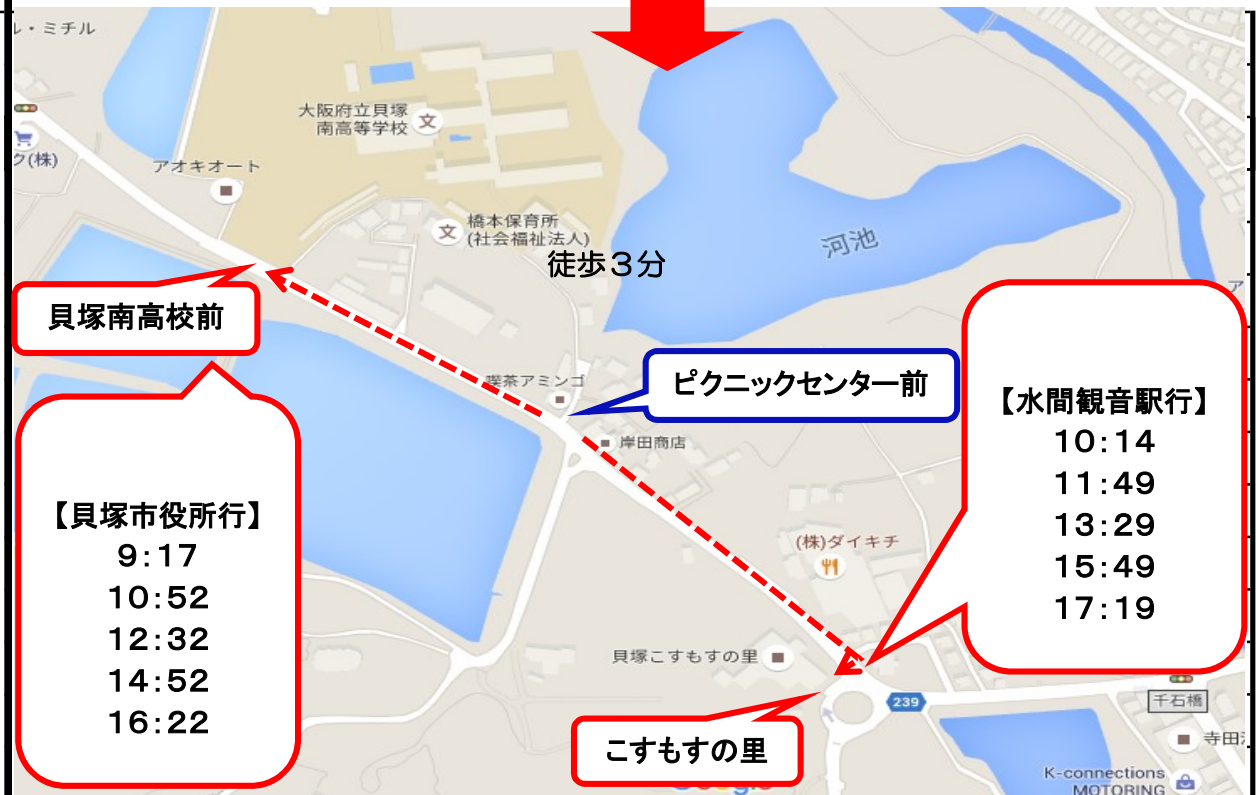 ル・ミチル
ク(株)
大阪府立貝塚
南高等学校
文
アオキオート
文
橋本保育所
(社会福祉法人)
徒歩3分
河池
ア
貝塚南高校前
喫茶アミンゴ
ピクニックセンター前
岸田商店
【水間観音駅行】
10:14
11:49
13:29
15:49
17:19
【貝塚市役所行】
9:17
10:52
12:32
14:52
16:22
(株)ダイキチ
貝塚こすもすの里
239
千石橋
こすもすの里
寺田
K-connections
MOTORING
Google